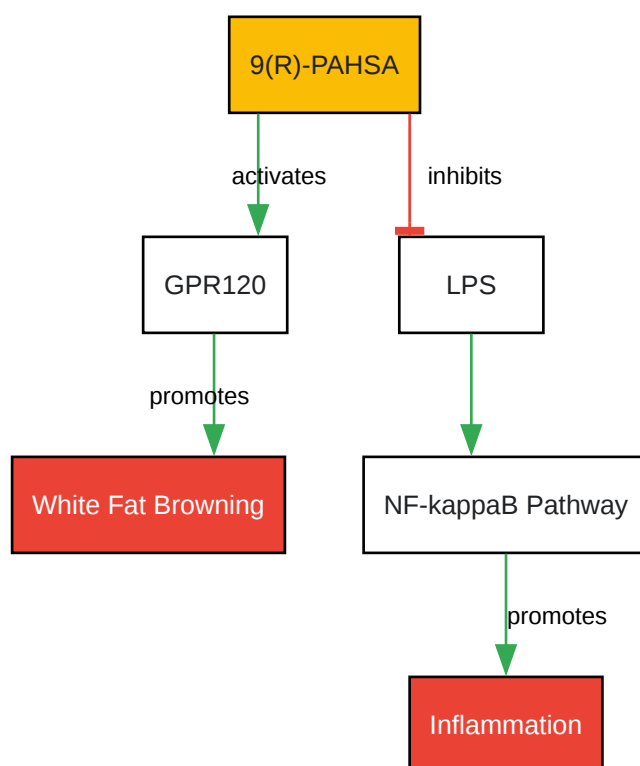 9(R)-PAHSA
activates
inhibits
GPR120
LPS
promotes
White Fat Browning
NF-kappaB Pathway
promotes
Inflammation